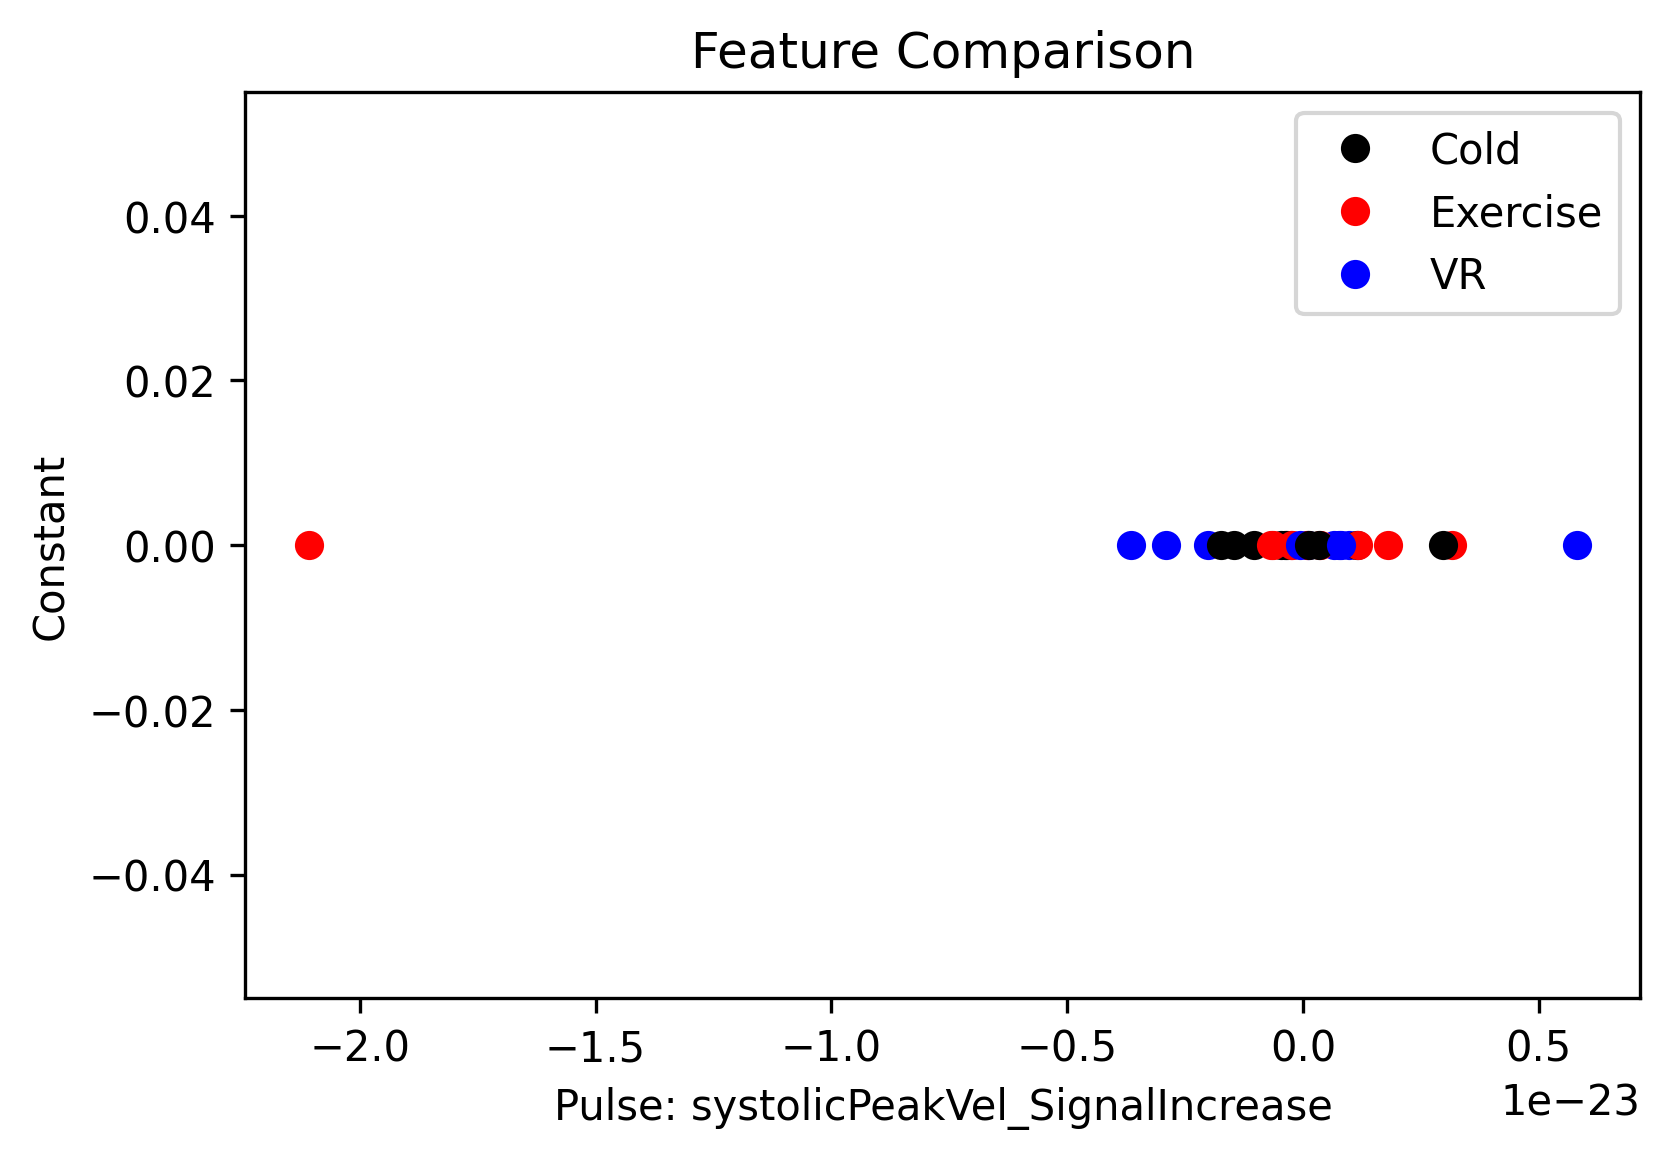 Feature Comparison
Cold
Exercise
VR
0.04
0.02
0.00
−0.02
−0.04
Constant
−2.0 −1.5 −1.0 −0.5 0.0 0.5
1e−23
Pulse: systolicPeakVel_SignalIncrease